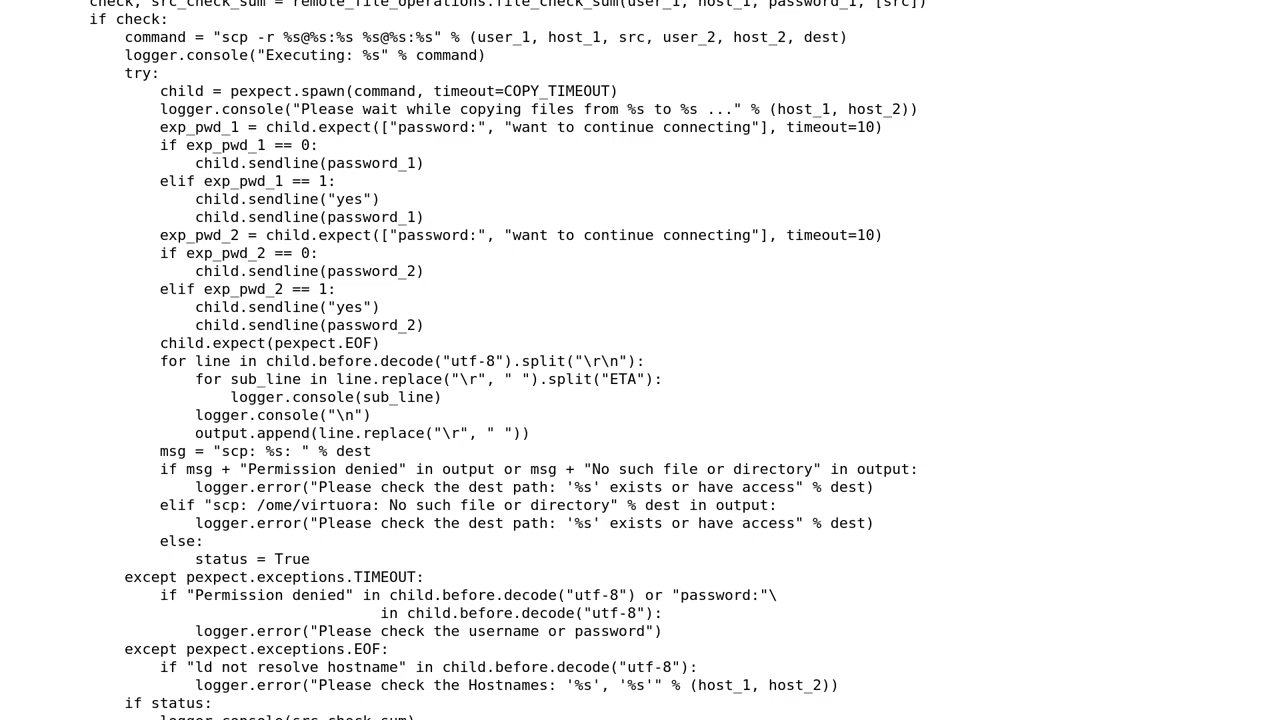 check, src_check_sum = remote_file_operations.file_check_sum(user_1, host_1, password_1, [src])
if check:
command = "scp -r %s@%s:%s %s@%s:%s" % (user_1, host_1, src, user_2, host_2, dest)
logger.console("Executing: %s" % command)
try:
child = pexpect.spawn(command, timeout=COPY_TIMEOUT)
logger.console("Please wait while copying files from %s to %s ..." % (host_1, host_2))
exp_pwd_1 = child.expect(["password:", "want to continue connecting"], timeout=10)
if exp_pwd_1 == 0:
child.sendline(password_1)
elif exp_pwd_1 == 1:
child.sendline("yes")
child.sendline(password_1)
exp_pwd_2 = child.expect(["password:", "want to continue connecting"], timeout=10)
if exp_pwd_2 == 0:
child.sendline(password_2)
elif exp_pwd_2 == 1:
child.sendline("yes")
child.sendline(password_2)
child.expect(pexpect.EOF)
for line in child.before.decode("utf-8").split("\r\n"):
for sub_line in line.replace("\r", " ").split("ETA"):
logger.console(sub_line)
logger.console("\n")
output.append(line.replace("\r", " "))
msg = "scp: %s: " % dest
if msg + "Permission denied" in output or msg + "No such file or directory" in output:
logger.error("Please check the dest path: '%s' exists or have access" % dest)
elif "scp: /ome/virtuora: No such file or directory" % dest in output:
logger.error("Please check the dest path: '%s' exists or have access" % dest)
else:
status = True
except pexpect.exceptions.TIMEOUT:
if "Permission denied" in child.before.decode("utf-8") or "password:"\
in child.before.decode("utf-8"):
logger.error("Please check the username or password")
except pexpect.exceptions.EOF:
if "ld not resolve hostname" in child.before.decode("utf-8"):
logger.error("Please check the Hostnames: '%s', '%s'" % (host_1, host_2))
if status:
logger.console(src_check_sum)